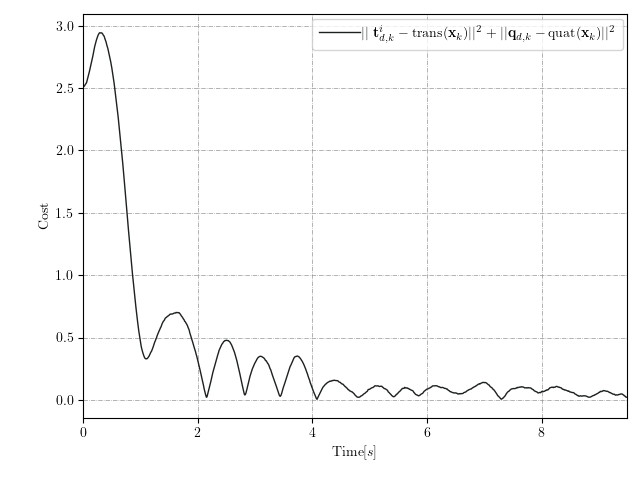 || t^i_{d,k} − trans(x_k)||² + ||q_{d,k} − quat(x_k)||²
3.0
2.5
2.0
1.5
1.0
0.5
0.0
Cost
0 2 4 6 8
Time[s]